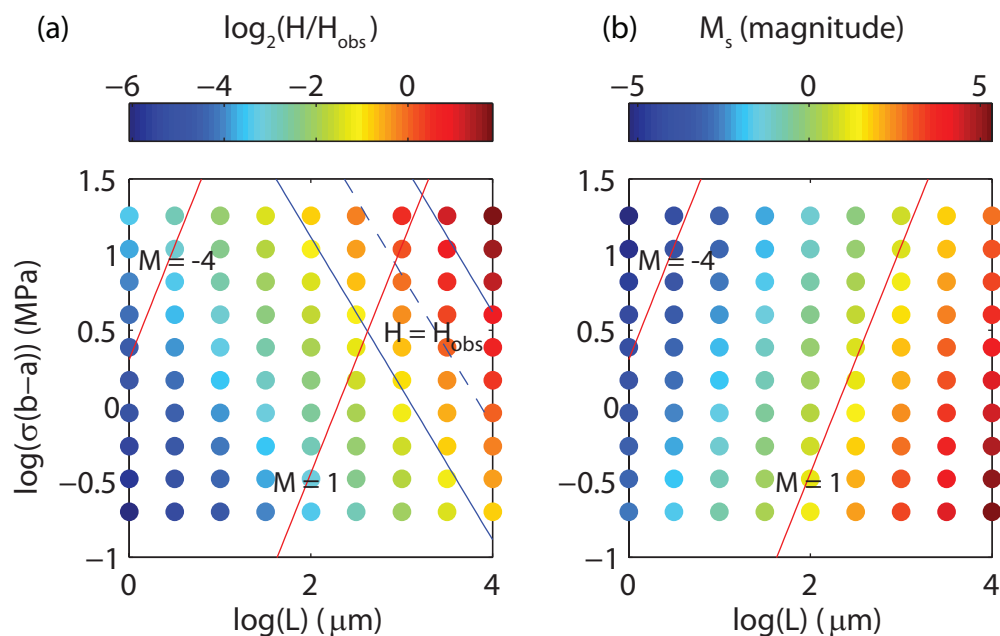 (a)
log₂(H/Hobs)
−6 −4 −2 0
1.5
1
0.5
0
−0.5
−1
log(σ(b−a)) (MPa)
M = -4
H = Hobs
M = 1
0 2 4
log(L) (μm)
(b)
Ms (magnitude)
−5 0 5
M = -4
M = 1
0 2 4
log(L) (μm)
1.5
1
0.5
0
−0.5
−1